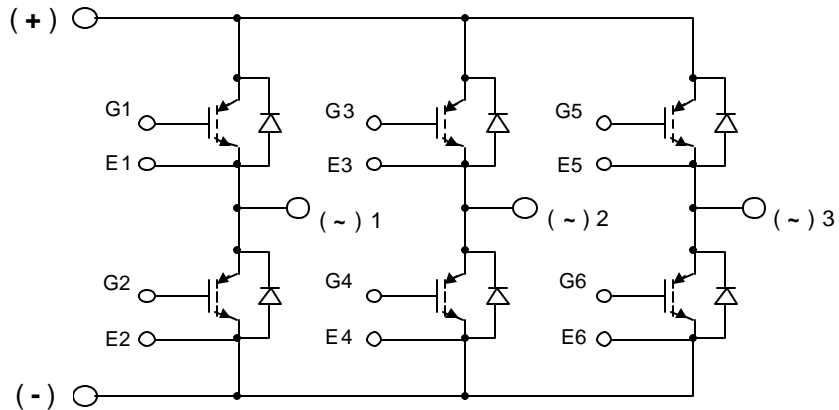 (+)
G1 G3 G5
E1 E3 E5
(~) 1 (~) 2 (~) 3
G2 G4 G6
E2 E4 E6
(-)